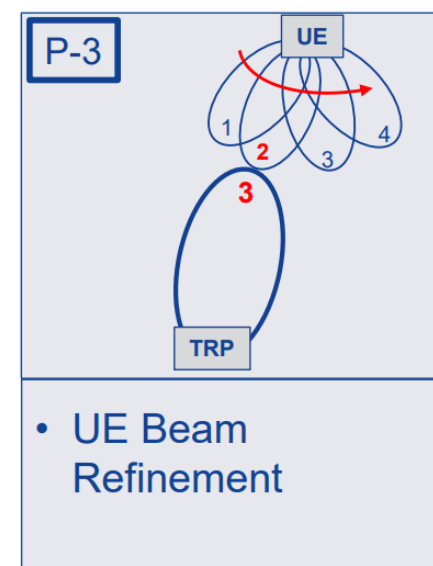 P-3
UE
1
2
3
4
3
TRP
• UE Beam
Refinement